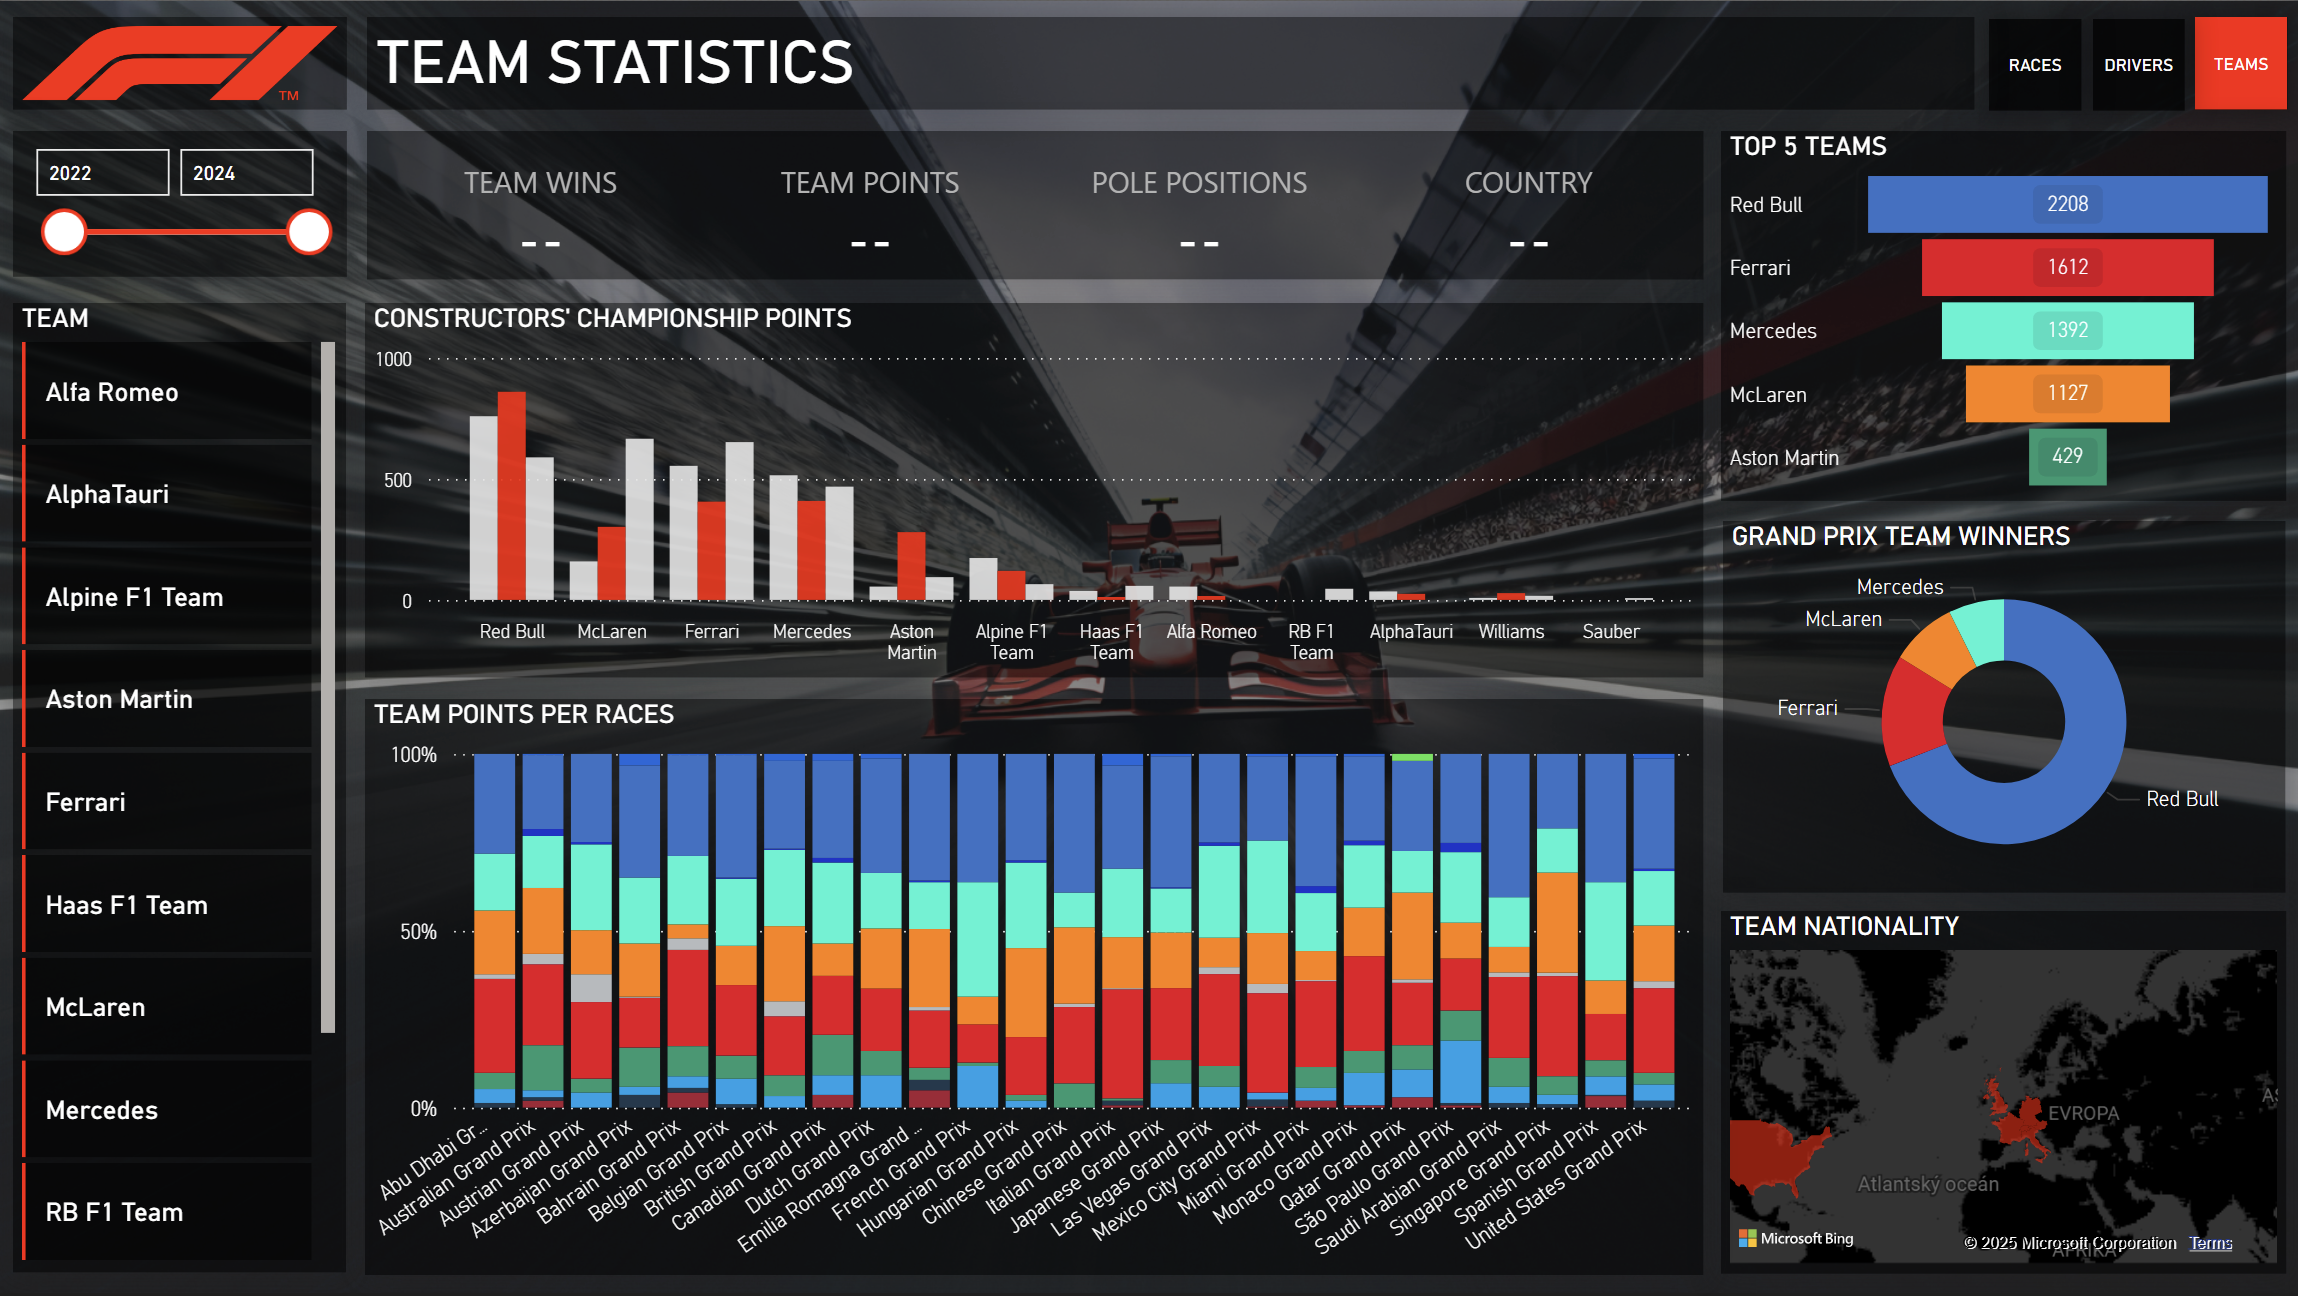 TM
TEAM STATISTICS
RACES
DRIVERS
TEAMS
2022
2024
TEAM WINS
--
TEAM POINTS
--
POLE POSITIONS
--
COUNTRY
--
TEAM
Alfa Romeo
AlphaTauri
Alpine F1 Team
Aston Martin
Ferrari
Haas F1 Team
McLaren
Mercedes
RB F1 Team
CONSTRUCTORS' CHAMPIONSHIP POINTS
1000
500
0
Red Bull
McLaren
Ferrari
Mercedes
Aston
Martin
Alpine F1
Team
Haas F1
Team
Alfa Romeo
RB F1
Team
AlphaTauri
Williams
Sauber
TEAM POINTS PER RACES
100%
50%
0%
Abu Dhabi Gr...
Australian Grand Prix
Austrian Grand Prix
Azerbaijan Grand Prix
Bahrain Grand Prix
Belgian Grand Prix
British Grand Prix
Canadian Grand Prix
Dutch Grand Prix
Emilia Romagna Grand ...
French Grand Prix
Hungarian Grand Prix
Chinese Grand Prix
Italian Grand Prix
Japanese Grand Prix
Las Vegas Grand Prix
Mexico City Grand Prix
Miami Grand Prix
Monaco Grand Prix
Qatar Grand Prix
São Paulo Grand Prix
Saudi Arabian Grand Prix
Singapore Grand Prix
Spanish Grand Prix
United States Grand Prix
TOP 5 TEAMS
Red Bull
2208
Ferrari
1612
Mercedes
1392
McLaren
1127
Aston Martin
429
GRAND PRIX TEAM WINNERS
Mercedes
McLaren
Ferrari
Red Bull
TEAM NATIONALITY
EVROPA
Atlantský oceán
AFRIKA
Microsoft Bing
© 2025 Microsoft Corporation Terms